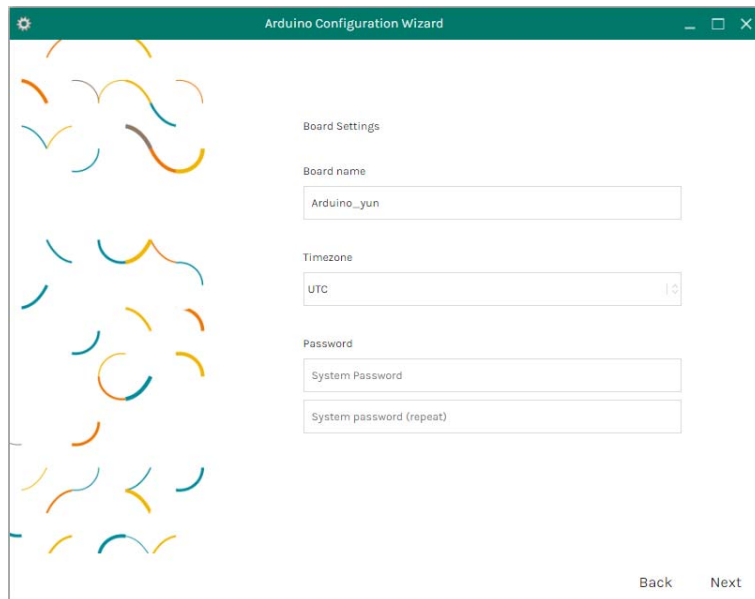 Arduino Configuration Wizard
Board Settings
Board name
Arduino_yun
Timezone
UTC
Password
System Password
System password (repeat)
Back Next